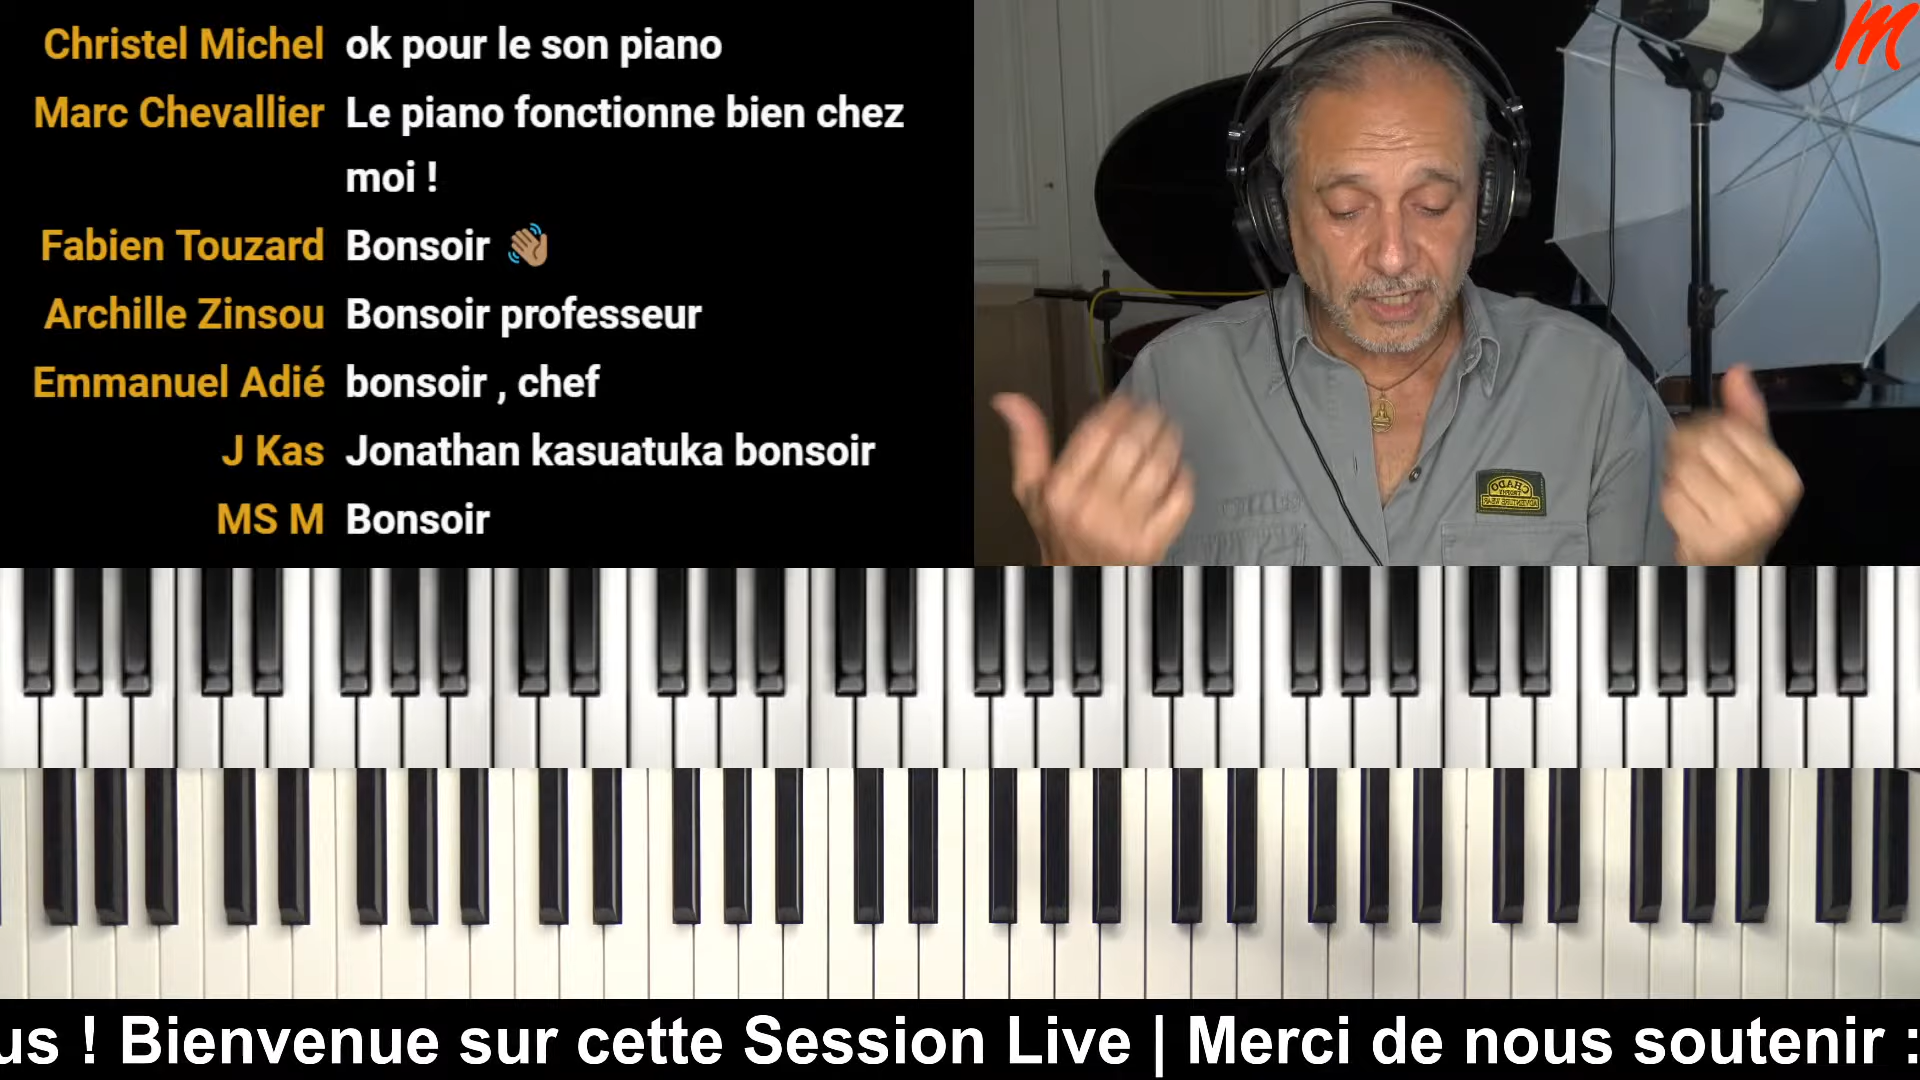 Christel Michel ok pour le son piano
Marc Chevallier Le piano fonctionne bien chez
moi !
Fabien Touzard Bonsoir 👋🏽
Archille Zinsou Bonsoir professeur
Emmanuel Adié bonsoir , chef
J Kas Jonathan kasuatuka bonsoir
MS M Bonsoir
M
CHADO
us ! Bienvenue sur cette Session Live | Merci de nous soutenir :